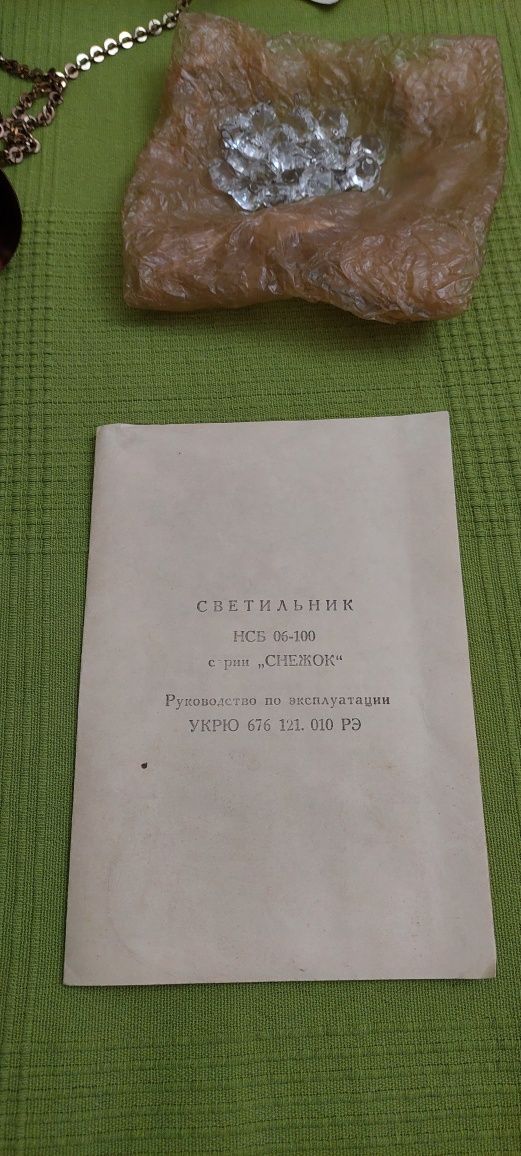 СВЕТИЛЬНИК
НСБ 06-100
с рии „СНЕЖОК“
Руководство по эксплуатации
УКРЮ 676 121. 010 РЭ